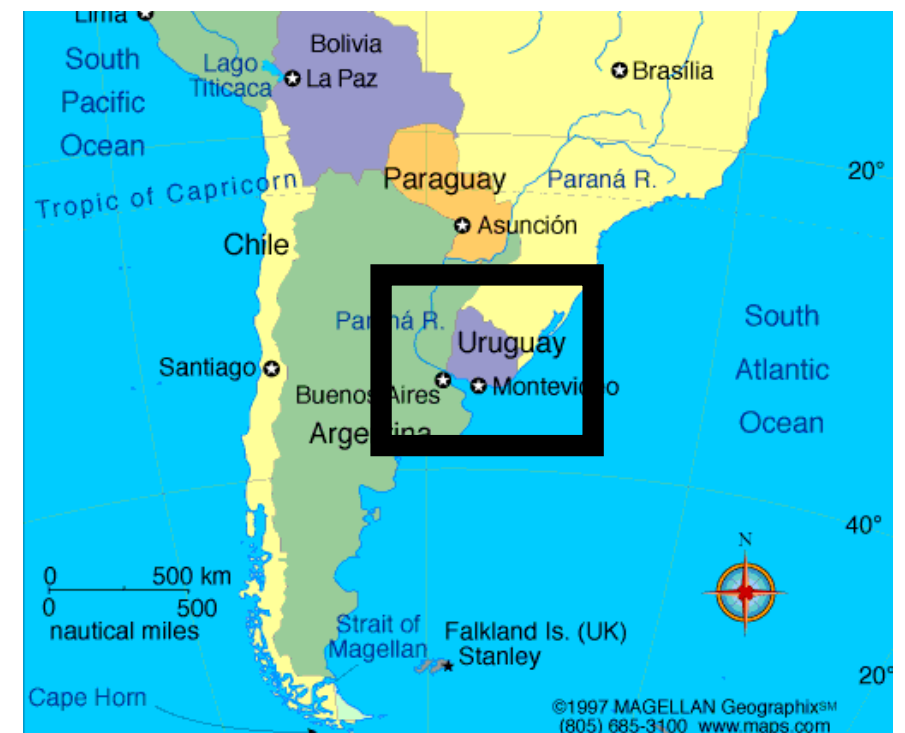 Lima
Bolivia
South
Pacific
Ocean
Lago
Titicaca
La Paz
Brasília
Tropic of Capricorn
Paraguay
Paraná R.
20°
Asunción
Chile
Paraná R.
Uruguay
South
Atlantic
Ocean
Santiago
Buenos Aires
Montevideo
Argentina
40°
N
0 500 km
0 500
nautical miles
Strait of
Magellan
Falkland Is. (UK)
Stanley
20°
Cape Horn
©1997 MAGELLAN Geographix℠
(805) 685-3100 www.maps.com